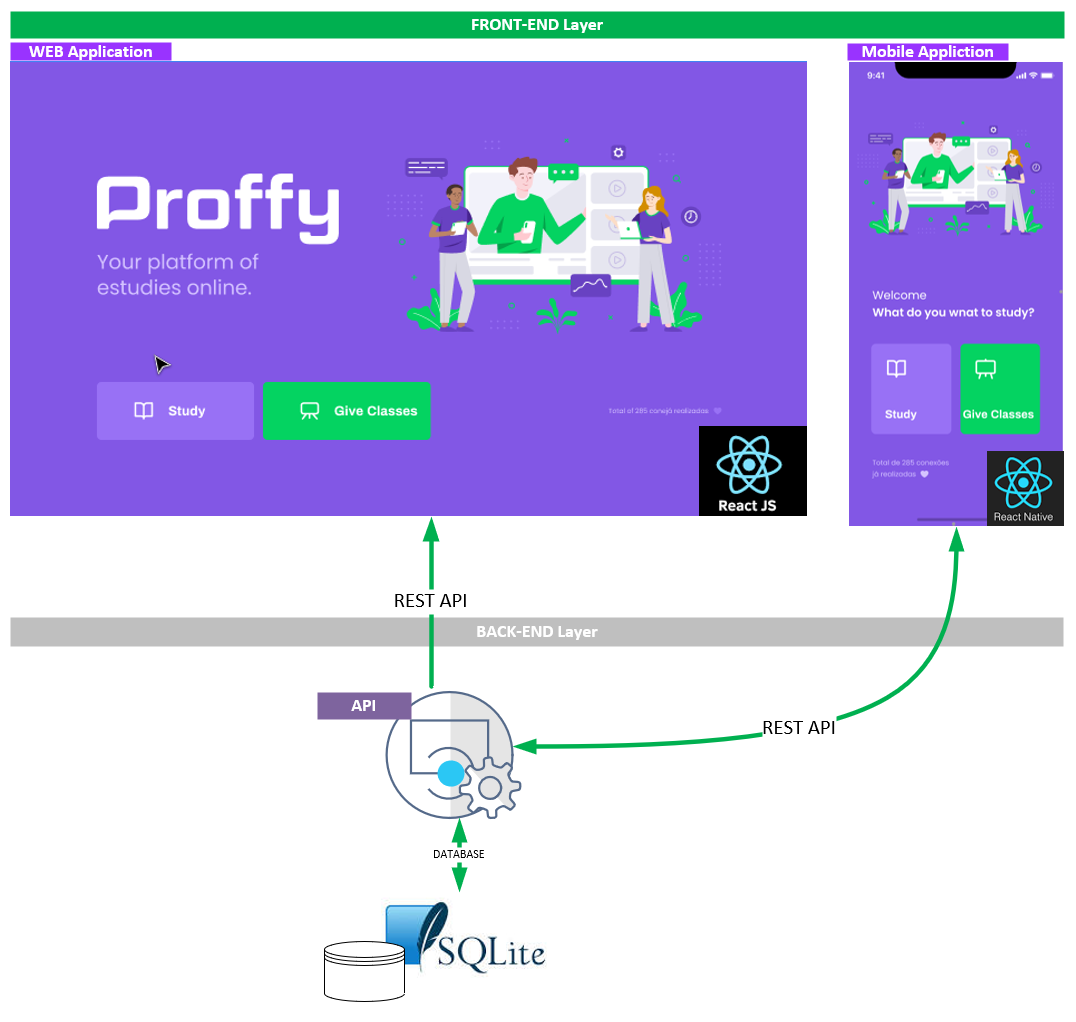 FRONT-END Layer
WEB Application
Mobile Appliction
Proffy
Your platform of
estudies online.
Study
Give Classes
Total of 285 conejá realizadas
React JS
9:41
Welcome
What do you wnat to study?
Study
Give Classes
Total de 285 conexões
já realizadas
React Native
REST API
BACK-END Layer
API
REST API
DATABASE
SQLite